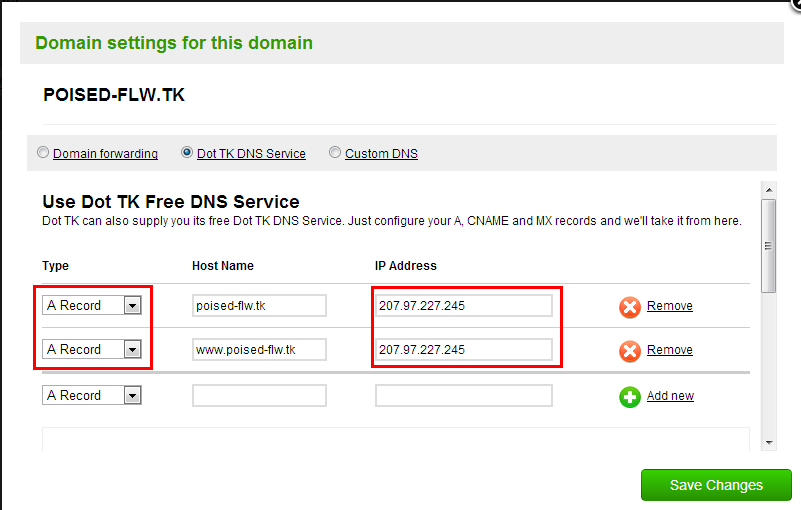 Domain settings for this domain
POISED-FLW.TK
Domain forwarding Dot TK DNS Service Custom DNS
Use Dot TK Free DNS Service
Dot TK can also supply you its free Dot TK DNS Service. Just configure your A, CNAME and MX records and we'll take it from here.
Type Host Name IP Address
A Record poised-flw.tk 207.97.227.245 Remove
A Record www.poised-flw.tk 207.97.227.245 Remove
A Record Add new
Save Changes